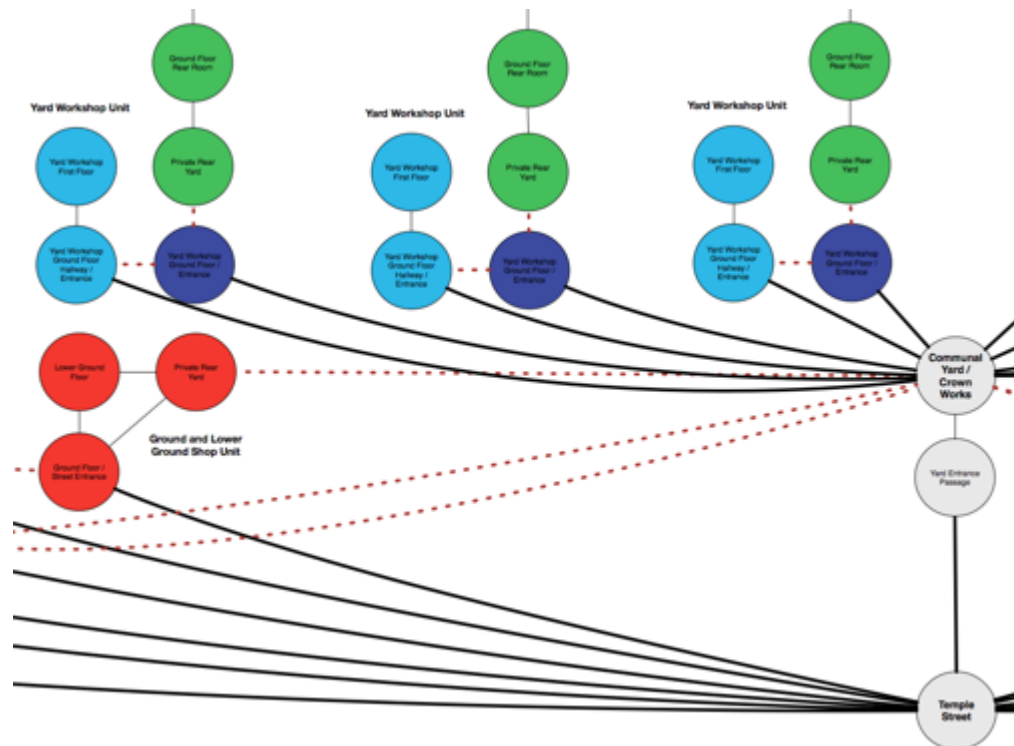 Ground Floor
Rear Room
Ground Floor
Rear Room
Ground Floor
Rear Room
Yard Workshop Unit
Yard Workshop Unit
Yard Workshop Unit
Yard Workshop
First Floor
Private Rear
Yard
Yard Workshop
First Floor
Private Rear
Yard
Yard Workshop
First Floor
Private Rear
Yard
Yard Workshop
Ground Floor
Hallway /
Entrance
Yard Workshop
Ground Floor /
Entrance
Yard Workshop
Ground Floor
Hallway /
Entrance
Yard Workshop
Ground Floor /
Entrance
Yard Workshop
Ground Floor
Hallway /
Entrance
Yard Workshop
Ground Floor /
Entrance
Lower Ground
Floor
Private Rear
Yard
Communal
Yard /
Crown
Works
Ground and Lower
Ground Shop Unit
Ground Floor /
Street Entrance
Yard Entrance
Passage
Temple
Street